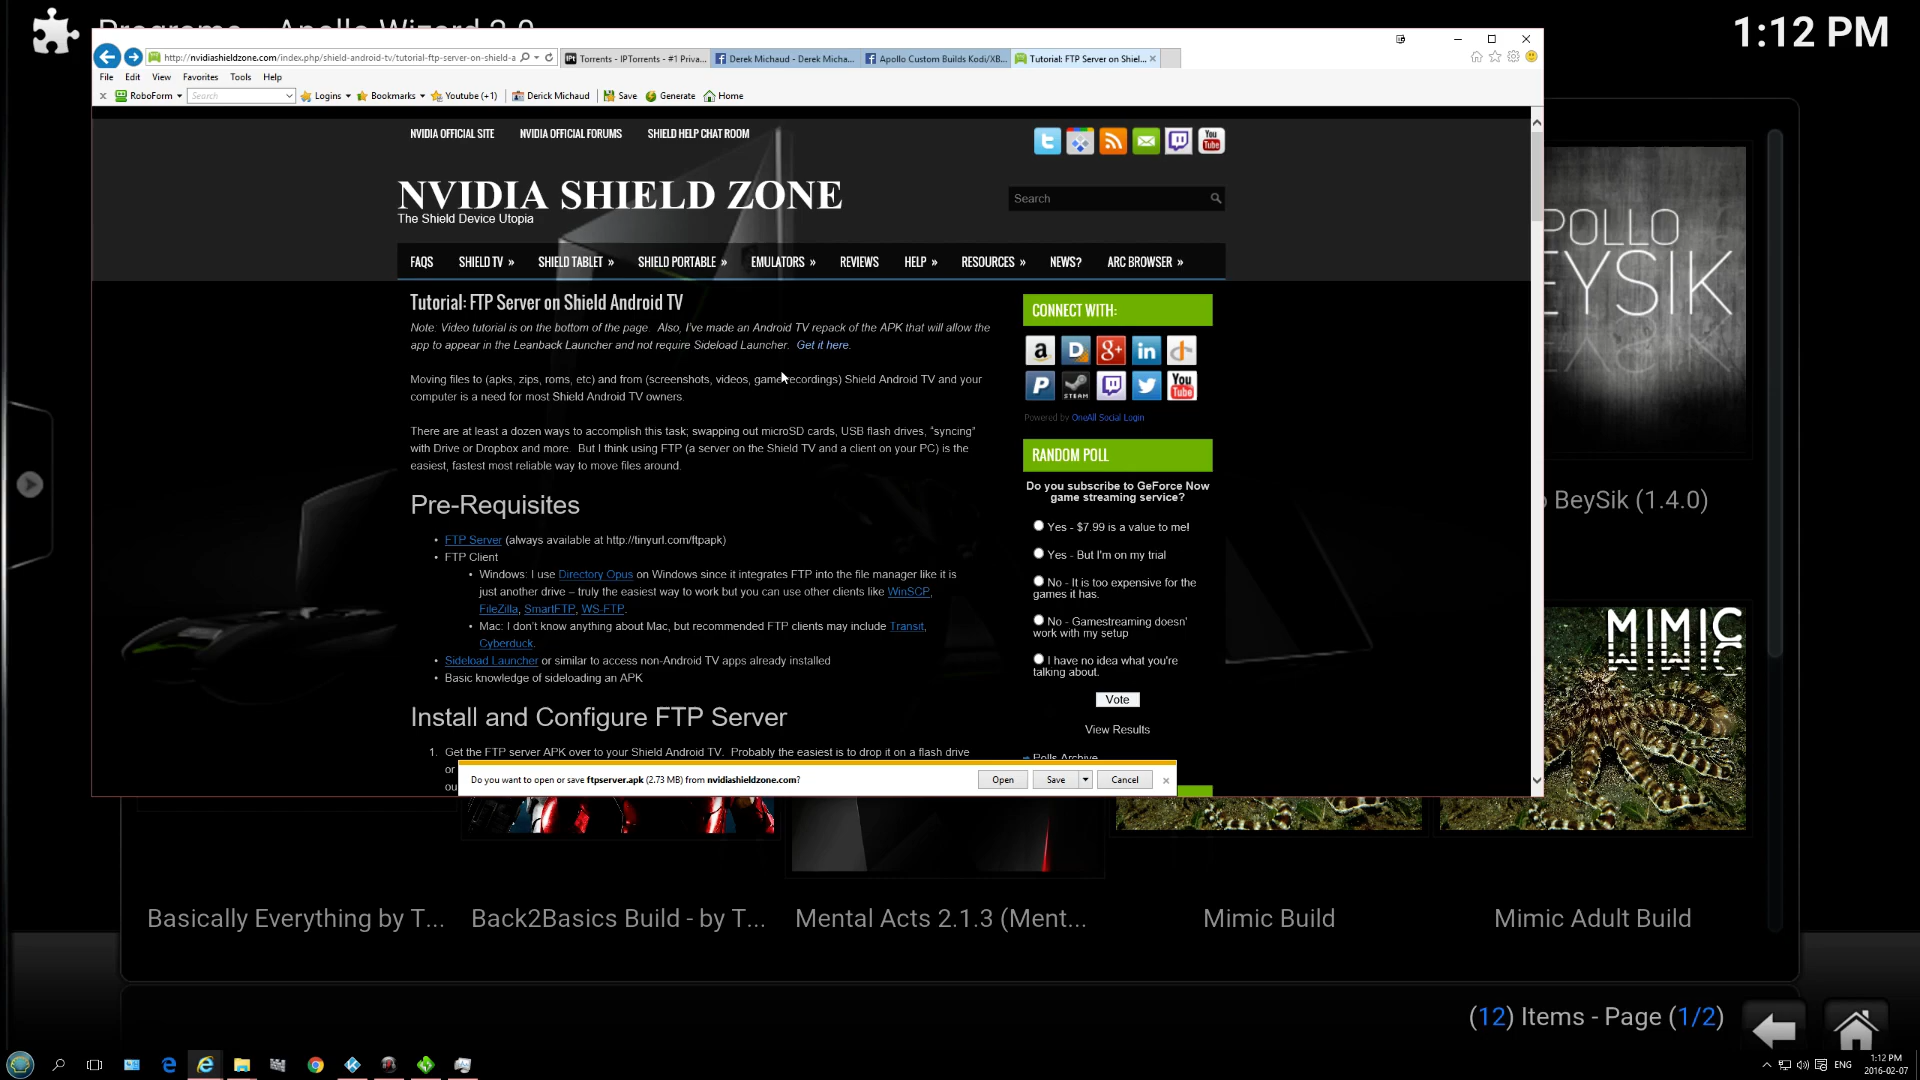 1:12 PM
http://nvidiashieldzone.com/index.php/shield-android-tv/tutorial-ftp-server-on-shield-a
Torrents - IPTorrents - #1 Priva...
Derek Michaud - Derek Micha...
Apollo Custom Builds Kodi/XB...
Tutorial: FTP Server on Shiel...
File Edit View Favorites Tools Help
RoboForm Search Logins Bookmarks Youtube (+1) Derick Michaud Save Generate Home
NVIDIA OFFICIAL SITE NVIDIA OFFICIAL FORUMS SHIELD HELP CHAT ROOM
NVIDIA SHIELD ZONE
The Shield Device Utopia
Search
FAQS SHIELD TV » SHIELD TABLET » SHIELD PORTABLE » EMULATORS » REVIEWS HELP » RESOURCES » NEWS? ARC BROWSER »
Tutorial: FTP Server on Shield Android TV
Note: Video tutorial is on the bottom of the page. Also, I've made an Android TV repack of the APK that will allow the
app to appear in the Leanback Launcher and not require Sideload Launcher. Get it here.
Moving files to (apks, zips, roms, etc) and from (screenshots, videos, game recordings) Shield Android TV and your
computer is a need for most Shield Android TV owners.
There are at least a dozen ways to accomplish this task; swapping out microSD cards, USB flash drives, “syncing”
with Drive or Dropbox and more. But I think using FTP (a server on the Shield TV and a client on your PC) is the
easiest, fastest most reliable way to move files around.
Pre-Requisites
• FTP Server (always available at http://tinyurl.com/ftpapk)
• FTP Client
• Windows: I use Directory Opus on Windows since it integrates FTP into the file manager like it is
just another drive – truly the easiest way to work but you can use other clients like WinSCP,
FileZilla, SmartFTP, WS-FTP.
• Mac: I don’t know anything about Mac, but recommended FTP clients may include Transit,
Cyberduck.
• Sideload Launcher or similar to access non-Android TV apps already installed
• Basic knowledge of sideloading an APK
Install and Configure FTP Server
1. Get the FTP server APK over to your Shield Android TV. Probably the easiest is to drop it on a flash drive
or
ou
CONNECT WITH:
Powered by OneAll Social Login
RANDOM POLL
Do you subscribe to GeForce Now
game streaming service?
Yes - $7.99 is a value to me!
Yes - But I'm on my trial
No - It is too expensive for the
games it has.
No - Gamestreaming doesn'
work with my setup
I have no idea what you're
talking about.
Vote
View Results
Polls Archive
Do you want to open or save ftpserver.apk (2.73 MB) from nvidiashieldzone.com?
Open Save Cancel
POLLO
EYSIK
BeySik (1.4.0)
MIMIC
Basically Everything by T...
Back2Basics Build - by T...
Mental Acts 2.1.3 (Ment...
Mimic Build
Mimic Adult Build
(12) Items - Page (1/2)
ENG
1:12 PM
2016-02-07